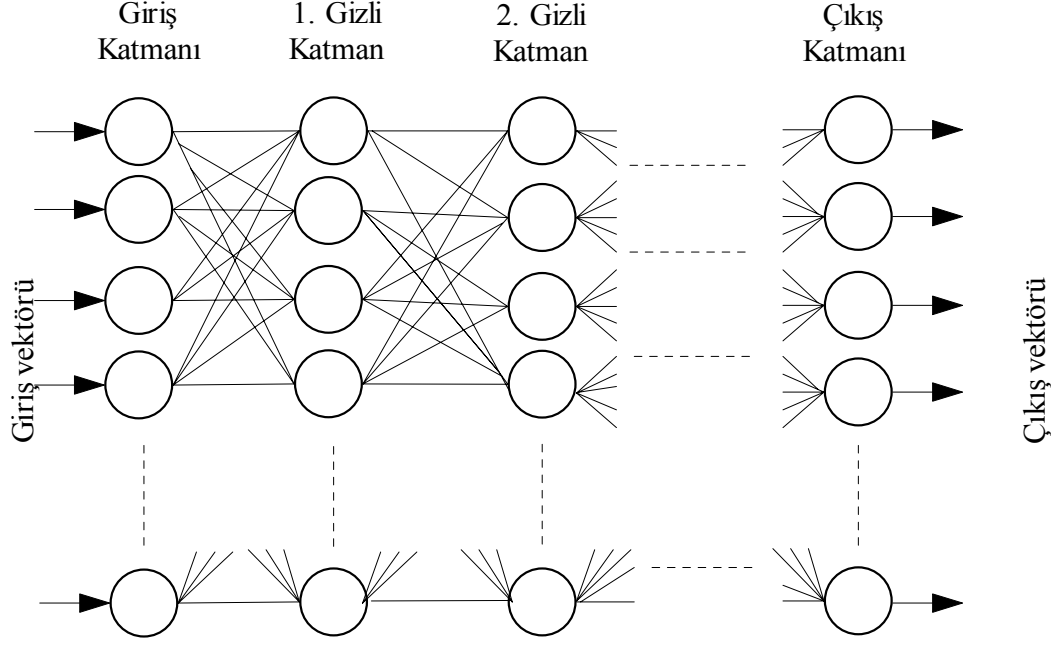 Giriş
Katmanı
1. Gizli
Katman
2. Gizli
Katman
Çıkış
Katmanı
Giriş vektörü
Çıkış vektörü